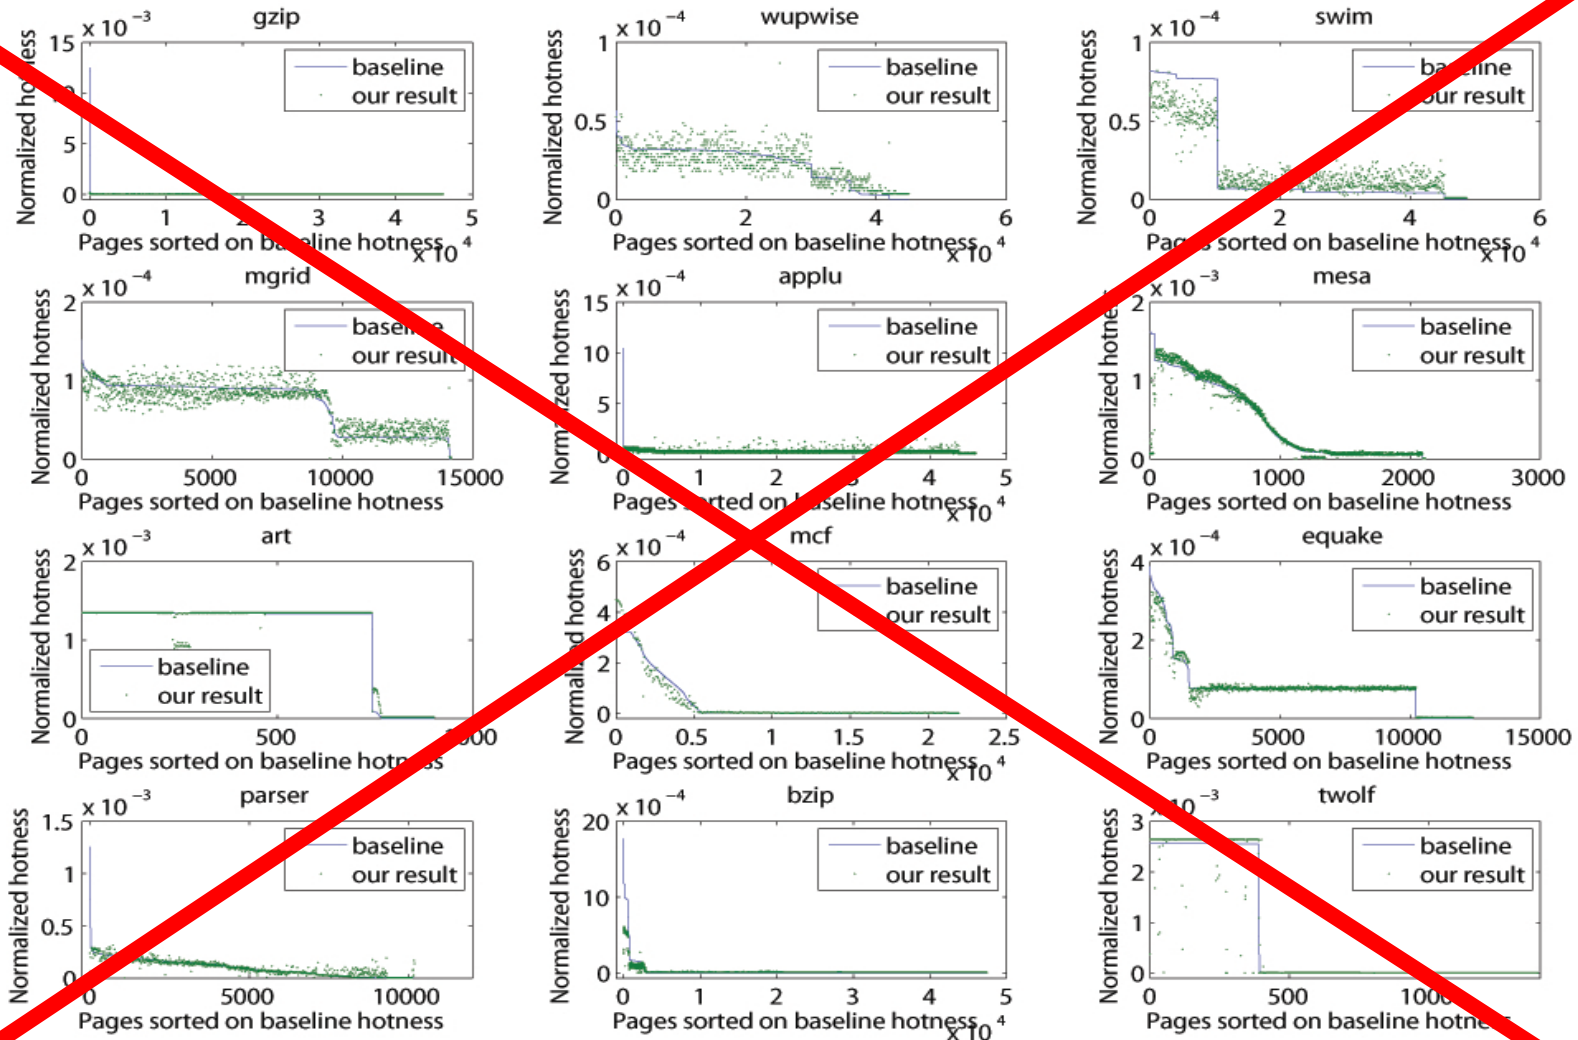 gzip
x 10 −3
15
5
0
Normalized hotness
baseline
our result
0 1 3 4 5
Pages sorted on baseline hotness
x 10 4
wupwise
x 10 −4
1
0.5
0
Normalized hotness
baseline
our result
0 2 4 6
Pages sorted on baseline hotness
x 10 4
swim
x 10 −4
1
0.5
0
Normalized hotness
baseline
our result
0 2 4 6
Pages sorted on baseline hotness
x 10 4
mgrid
x 10 −4
2
1
0
Normalized hotness
baseline
our result
0 5000 10000 15000
Pages sorted on baseline hotness
applu
x 10 −4
15
10
5
0
Normalized hotness
baseline
our result
0 1 2 3 4 5
Pages sorted on baseline hotness
x 10 4
mesa
x 10 −3
2
1
0
Normalized hotness
baseline
our result
0 1000 2000 3000
Pages sorted on baseline hotness
art
x 10 −3
2
1
0
Normalized hotness
baseline
our result
0 500 1000
Pages sorted on baseline hotness
mcf
x 10 −4
6
4
2
0
Normalized hotness
baseline
our result
0 0.5 1 1.5 2 2.5
Pages sorted on baseline hotness
x 10 4
equake
x 10 −4
4
2
0
Normalized hotness
baseline
our result
0 5000 10000 15000
Pages sorted on baseline hotness
parser
x 10 −3
1.5
1
0.5
0
Normalized hotness
baseline
our result
0 5000 10000
Pages sorted on baseline hotness
bzip
x 10 −4
20
10
0
Normalized hotness
baseline
our result
0 1 2 3 4 5
Pages sorted on baseline hotness
x 10 4
twolf
x 10 −3
3
2
1
0
Normalized hotness
baseline
our result
0 500 1000
Pages sorted on baseline hotness